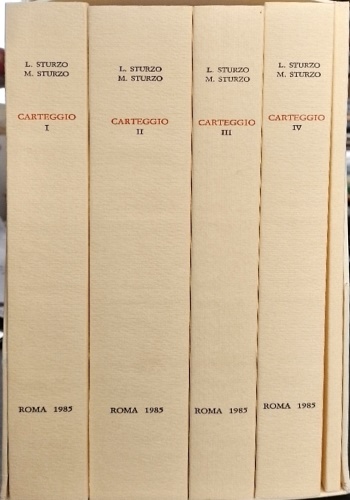 L. STURZO
M. STURZO
CARTEGGIO
I
ROMA 1985
L. STURZO
M. STURZO
CARTEGGIO
II
ROMA 1985
L. STURZO
M. STURZO
CARTEGGIO
III
ROMA 1985
L. STURZO
M. STURZO
CARTEGGIO
IV
ROMA 1985